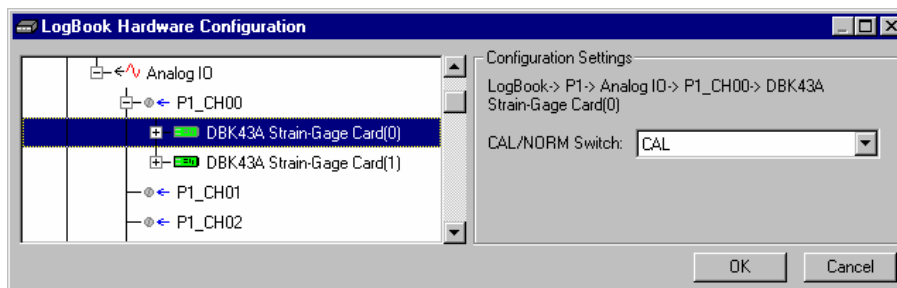 LogBook Hardware Configuration
Analog IO
P1_CH00
DBK43A Strain-Gage Card(0)
DBK43A Strain-Gage Card(1)
P1_CH01
P1_CH02
Configuration Settings
LogBook-> P1-> Analog IO-> P1_CH00-> DBK43A
Strain-Gage Card(0)
CAL/NORM Switch: CAL
OK Cancel